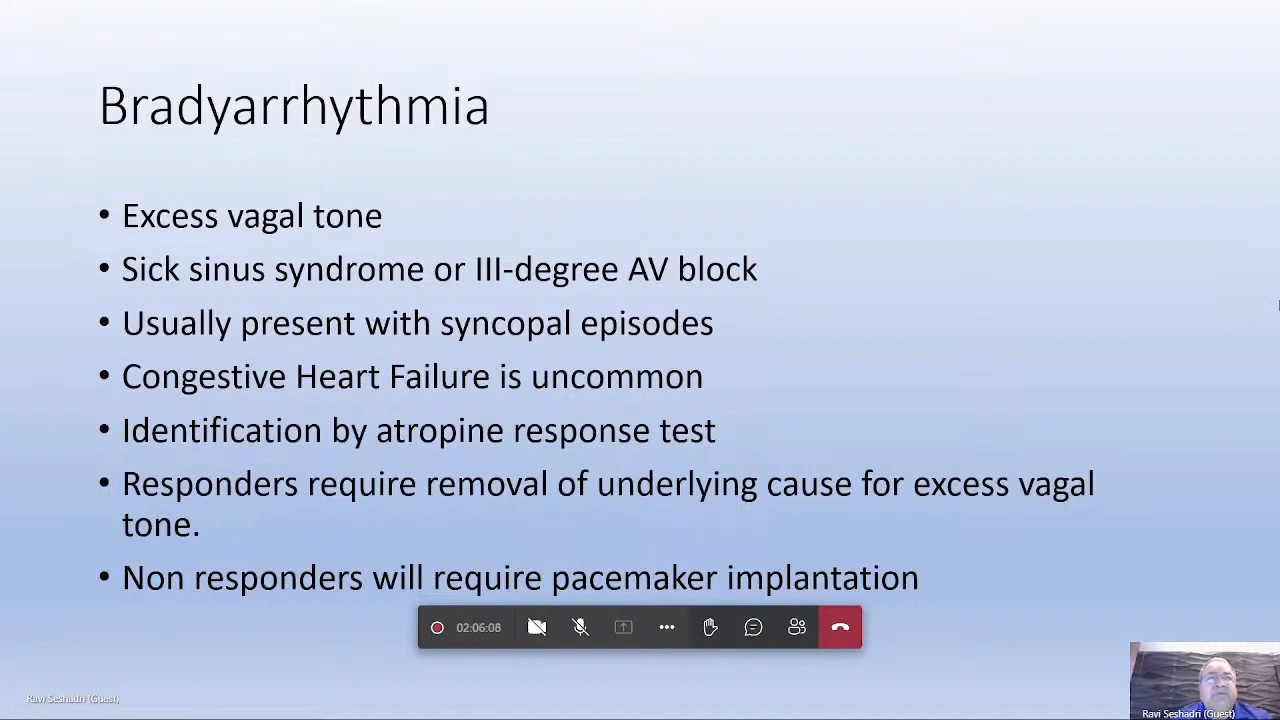 Bradyarrhythmia
• Excess vagal tone
• Sick sinus syndrome or III-degree AV block
• Usually present with syncopal episodes
• Congestive Heart Failure is uncommon
• Identification by atropine response test
• Responders require removal of underlying cause for excess vagal
tone.
• Non responders will require pacemaker implantation
02:06:08
Ravi Seshadri (Guest)
Ravi Seshadri (Guest)